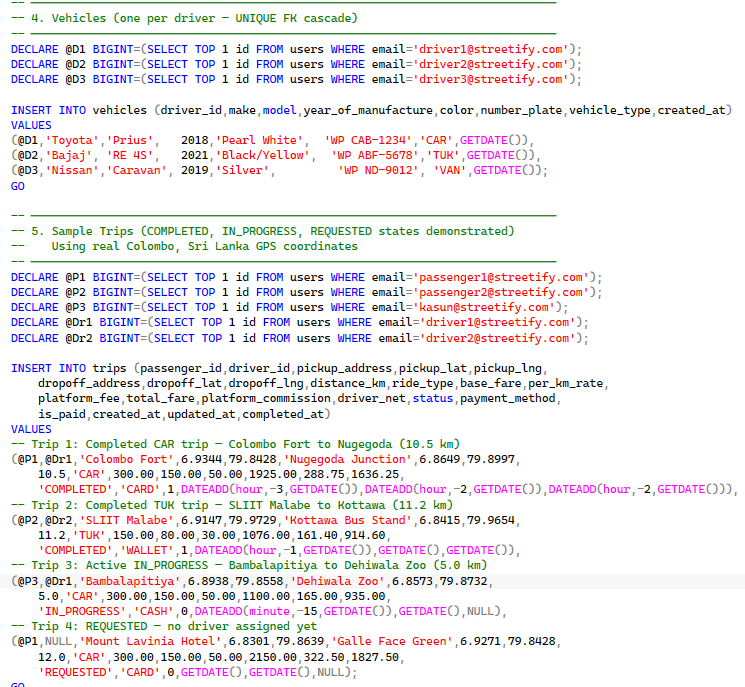 -- ────────────────────────────────────────
-- 4. Vehicles (one per driver — UNIQUE FK cascade)
-- ────────────────────────────────────────
DECLARE @D1 BIGINT=(SELECT TOP 1 id FROM users WHERE email='driver1@streetify.com');
DECLARE @D2 BIGINT=(SELECT TOP 1 id FROM users WHERE email='driver2@streetify.com');
DECLARE @D3 BIGINT=(SELECT TOP 1 id FROM users WHERE email='driver3@streetify.com');
INSERT INTO vehicles (driver_id,make,model,year_of_manufacture,color,number_plate,vehicle_type,created_at)
VALUES
(@D1,'Toyota','Prius',   2018,'Pearl White',  'WP CAB-1234','CAR',GETDATE()),
(@D2,'Bajaj', 'RE 4S',   2021,'Black/Yellow',  'WP ABF-5678','TUK',GETDATE()),
(@D3,'Nissan','Caravan', 2019,'Silver',        'WP ND-9012', 'VAN',GETDATE());
GO
-- ────────────────────────────────────────
-- 5. Sample Trips (COMPLETED, IN_PROGRESS, REQUESTED states demonstrated)
--    Using real Colombo, Sri Lanka GPS coordinates
-- ────────────────────────────────────────
DECLARE @P1 BIGINT=(SELECT TOP 1 id FROM users WHERE email='passenger1@streetify.com');
DECLARE @P2 BIGINT=(SELECT TOP 1 id FROM users WHERE email='passenger2@streetify.com');
DECLARE @P3 BIGINT=(SELECT TOP 1 id FROM users WHERE email='kasun@streetify.com');
DECLARE @Dr1 BIGINT=(SELECT TOP 1 id FROM users WHERE email='driver1@streetify.com');
DECLARE @Dr2 BIGINT=(SELECT TOP 1 id FROM users WHERE email='driver2@streetify.com');
INSERT INTO trips (passenger_id,driver_id,pickup_address,pickup_lat,pickup_lng,
    dropoff_address,dropoff_lat,dropoff_lng,distance_km,ride_type,base_fare,per_km_rate,
    platform_fee,total_fare,platform_commission,driver_net,status,payment_method,
    is_paid,created_at,updated_at,completed_at)
VALUES
-- Trip 1: Completed CAR trip — Colombo Fort to Nugegoda (10.5 km)
(@P1,@Dr1,'Colombo Fort',6.9344,79.8428,'Nugegoda Junction',6.8649,79.8997,
    10.5,'CAR',300.00,150.00,50.00,1925.00,288.75,1636.25,
    'COMPLETED','CARD',1,DATEADD(hour,-3,GETDATE()),DATEADD(hour,-2,GETDATE()),DATEADD(hour,-2,GETDATE())),
-- Trip 2: Completed TUK trip — SLIIT Malabe to Kottawa (11.2 km)
(@P2,@Dr2,'SLIIT Malabe',6.9147,79.9729,'Kottawa Bus Stand',6.8415,79.9654,
    11.2,'TUK',150.00,80.00,30.00,1076.00,161.40,914.60,
    'COMPLETED','WALLET',1,DATEADD(hour,-1,GETDATE()),GETDATE(),GETDATE()),
-- Trip 3: Active IN_PROGRESS — Bambalapitiya to Dehiwala Zoo (5.0 km)
(@P3,@Dr1,'Bambalapitiya',6.8938,79.8558,'Dehiwala Zoo',6.8573,79.8732,
    5.0,'CAR',300.00,150.00,50.00,1100.00,165.00,935.00,
    'IN_PROGRESS','CASH',0,DATEADD(minute,-15,GETDATE()),GETDATE(),NULL),
-- Trip 4: REQUESTED — no driver assigned yet
(@P1,NULL,'Mount Lavinia Hotel',6.8301,79.8639,'Galle Face Green',6.9271,79.8428,
    12.0,'CAR',300.00,150.00,50.00,2150.00,322.50,1827.50,
    'REQUESTED','CARD',0,GETDATE(),GETDATE(),NULL);
GO